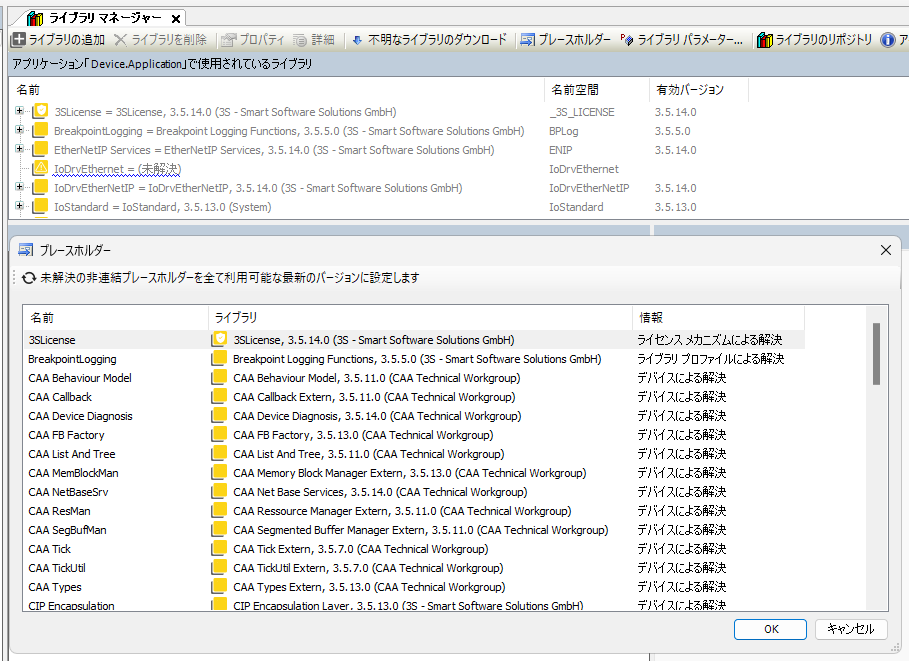 ライブラリ マネージャー
ライブラリの追加 ライブラリを削除 プロパティ 詳細 不明なライブラリのダウンロード プレースホルダー ライブラリ パラメーター... ライブラリのリポジトリ ア
アプリケーション「Device.Application」で使用されているライブラリ
名前 名前空間 有効バージョン
3SLicense = 3SLicense, 3.5.14.0 (3S - Smart Software Solutions GmbH) _3S_LICENSE 3.5.14.0
BreakpointLogging = Breakpoint Logging Functions, 3.5.5.0 (3S - Smart Software Solutions GmbH) BPLog 3.5.5.0
EtherNetIP Services = EtherNetIP Services, 3.5.14.0 (3S - Smart Software Solutions GmbH) ENIP 3.5.14.0
IoDrvEthernet = (未解決) IoDrvEthernet
IoDrvEtherNetIP = IoDrvEtherNetIP, 3.5.14.0 (3S - Smart Software Solutions GmbH) IoDrvEtherNetIP 3.5.14.0
IoStandard = IoStandard, 3.5.13.0 (System) IoStandard 3.5.13.0
プレースホルダー
未解決の非連結プレースホルダーを全て利用可能な最新のバージョンに設定します
名前 ライブラリ 情報
3SLicense 3SLicense, 3.5.14.0 (3S - Smart Software Solutions GmbH) ライセンス メカニズムによる解決
BreakpointLogging Breakpoint Logging Functions, 3.5.5.0 (3S - Smart Software Solutions GmbH) ライブラリ プロファイルによる解決
CAA Behaviour Model CAA Behaviour Model, 3.5.11.0 (CAA Technical Workgroup) デバイスによる解決
CAA Callback CAA Callback Extern, 3.5.11.0 (CAA Technical Workgroup) デバイスによる解決
CAA Device Diagnosis CAA Device Diagnosis, 3.5.14.0 (CAA Technical Workgroup) デバイスによる解決
CAA FB Factory CAA FB Factory, 3.5.13.0 (CAA Technical Workgroup) デバイスによる解決
CAA List And Tree CAA List And Tree, 3.5.11.0 (CAA Technical Workgroup) デバイスによる解決
CAA MemBlockMan CAA Memory Block Manager Extern, 3.5.13.0 (CAA Technical Workgroup) デバイスによる解決
CAA NetBaseSrv CAA Net Base Services, 3.5.14.0 (CAA Technical Workgroup) デバイスによる解決
CAA ResMan CAA Ressource Manager Extern, 3.5.11.0 (CAA Technical Workgroup) デバイスによる解決
CAA SegBufMan CAA Segmented Buffer Manager Extern, 3.5.11.0 (CAA Technical Workgroup) デバイスによる解決
CAA Tick CAA Tick Extern, 3.5.7.0 (CAA Technical Workgroup) デバイスによる解決
CAA TickUtil CAA TickUtil Extern, 3.5.7.0 (CAA Technical Workgroup) デバイスによる解決
CAA Types CAA Types Extern, 3.5.13.0 (CAA Technical Workgroup) デバイスによる解決
CIP Encapsulation CIP Encapsulation Layer, 3.5.13.0 (3S - Smart Software Solutions GmbH) デバイスによる解決
OK キャンセル